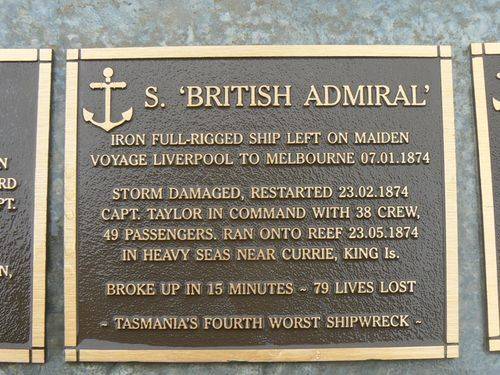 S. 'BRITISH ADMIRAL'
IRON FULL-RIGGED SHIP LEFT ON MAIDEN
VOYAGE LIVERPOOL TO MELBOURNE 07.01.1874
STORM DAMAGED, RESTARTED 23.02.1874
CAPT. TAYLOR IN COMMAND WITH 38 CREW,
49 PASSENGERS. RAN ONTO REEF 23.05.1874
IN HEAVY SEAS NEAR CURRIE, KING Is.
BROKE UP IN 15 MINUTES ~ 79 LIVES LOST
~ TASMANIA'S FOURTH WORST SHIPWRECK ~